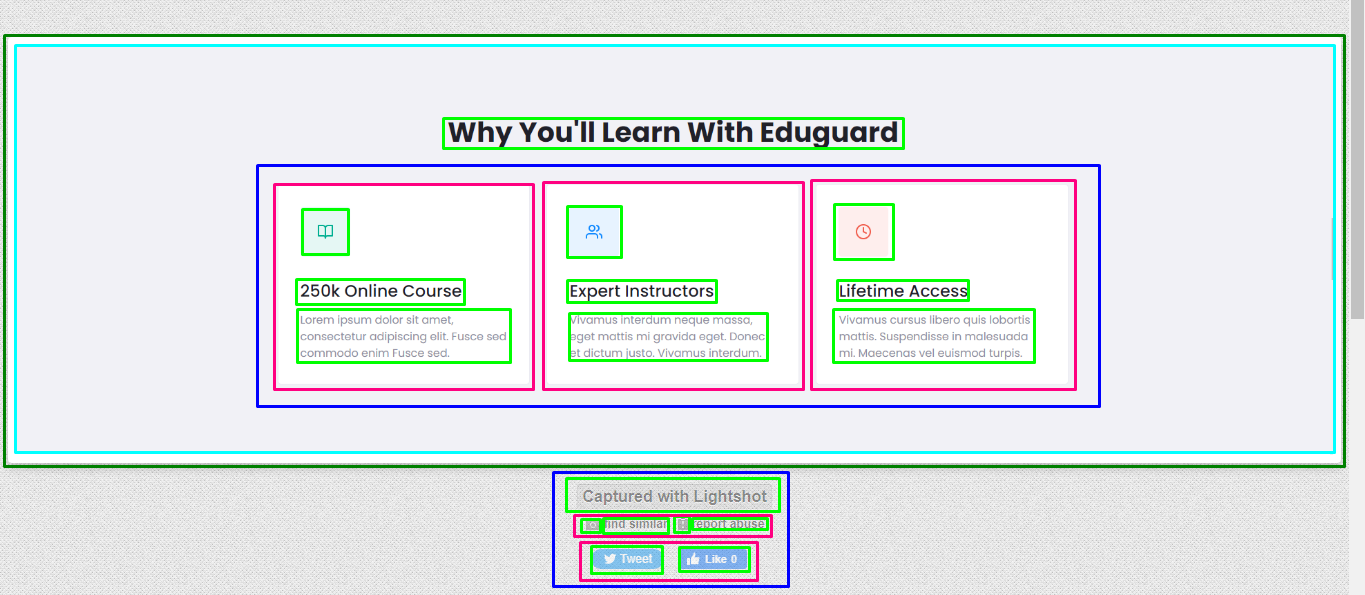 Why You'll Learn With Eduguard
250k Online Course
Lorem ipsum dolor sit amet,
consectetur adipiscing elit. Fusce sed
commodo enim Fusce sed.
Expert Instructors
Vivamus interdum neque massa,
eget mattis mi gravida eget. Donec
et dictum justo. Vivamus interdum.
Lifetime Access
Vivamus cursus libero quis lobortis
mattis. Suspendisse in malesuada
mi. Maecenas vel euismod turpis.
Captured with Lightshot
find similar report abuse
Tweet Like 0